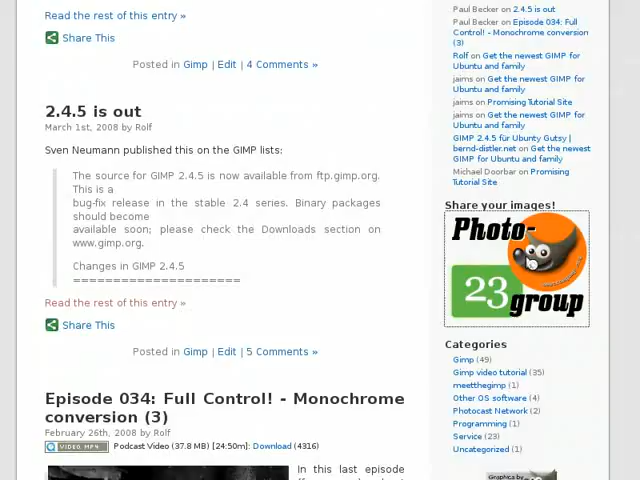 Read the rest of this entry »
Share This
Posted in Gimp | Edit | 4 Comments »
2.4.5 is out
March 1st, 2008 by Rolf
Sven Neumann published this on the GIMP lists:
The source for GIMP 2.4.5 is now available from ftp.gimp.org.
This is a
bug-fix release in the stable 2.4 series. Binary packages
should become
available soon; please check the Downloads section on
www.gimp.org.
Changes in GIMP 2.4.5
=====================
Read the rest of this entry »
Share This
Posted in Gimp | Edit | 5 Comments »
Episode 034: Full Control! - Monochrome
conversion (3)
February 26th, 2008 by Rolf
VIDEO MP4 Podcast Video (37.8 MB) [24:50m]: Download (4316)
In this last episode
Paul Becker on 2.4.5 is out
Paul Becker on Episode 034: Full
Control! - Monochrome conversion
(3)
Rolf on Get the newest GIMP for
Ubuntu and family
jaims on Get the newest GIMP for
Ubuntu and family
jaims on Promising Tutorial Site
jaims on Get the newest GIMP for
Ubuntu and family
GIMP 2.4.5 für Ubunty Gutsy |
bernd-distler.net on Get the newest
GIMP for Ubuntu and family
Michael Doorbar on Promising
Tutorial Site
Share your images!
Photo-
23
group
Categories
Gimp (49)
Gimp video tutorial (35)
meetthegimp (1)
Other OS software (4)
Photocast Network (2)
Programming (1)
Service (23)
Uncategorized (1)
Graphics by